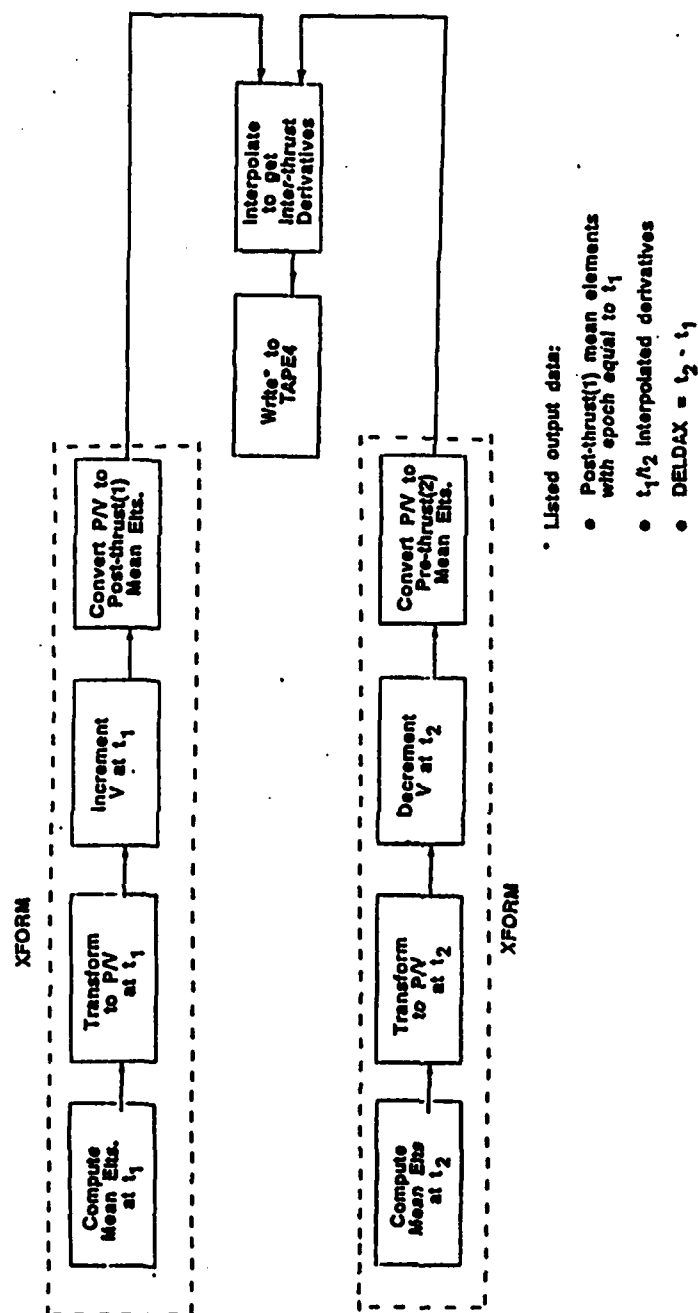 XFORM
Compute
Mean Elts.
at t1
Transform
to P/V
at t1
Increment
V at t1
Convert P/V to
Post-thrust(1)
Mean Elts.
Interpolate
to get
Inter-thrust
Derivatives
Write* to
TAPE4
Compute
Mean Elts
at t2
Transform
to P/V
at t2
Decrement
V at t2
Convert P/V to
Pre-thrust(2)
Mean Elts.
XFORM
* Listed output data:
• Post-thrust(1) mean elements
with epoch equal to t1
• t1/t2 interpolated derivatives
• DELDAX = t2 - t1